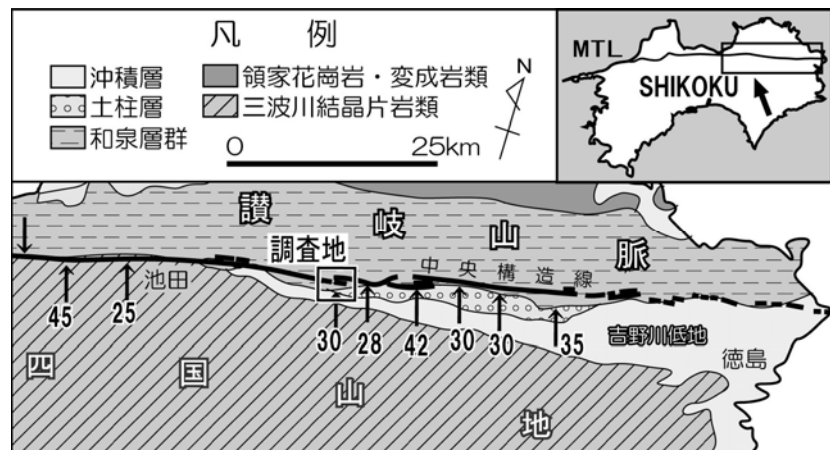 凡 例
沖積層
領家花崗岩・変成岩類
土柱層
三波川結晶片岩類
和泉層群
N
0 25km
MTL
SHIKOKU
讃岐山脈
調査地
中央構造線
池田
45
25
30
28
42
30
30
35
吉野川低地
徳島
四国山地